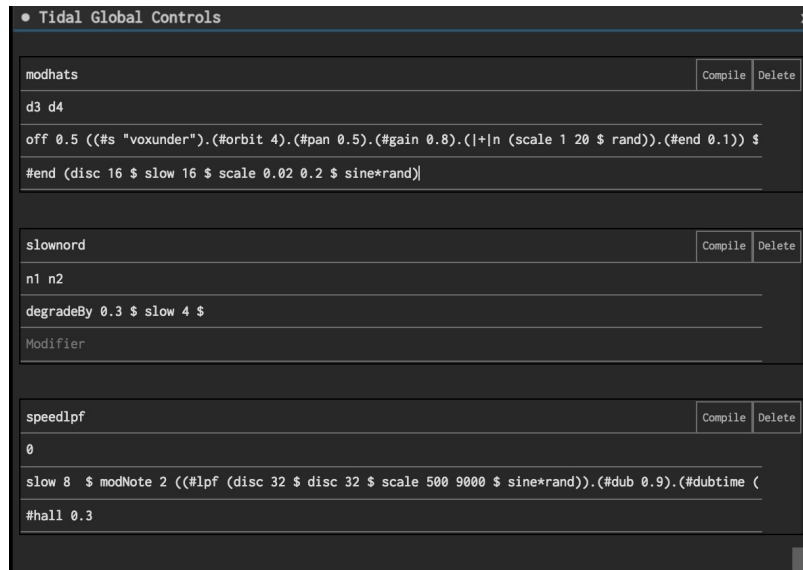 ● Tidal Global Controls
modhats Compile Delete
d3 d4
off 0.5 ((#s "voxunder").(#orbit 4).(#pan 0.5).(#gain 0.8).(|+|n (scale 1 20 $ rand)).(#end 0.1)) $
#end (disc 16 $ slow 16 $ scale 0.02 0.2 $ sine*rand)
slownord Compile Delete
n1 n2
degradeBy 0.3 $ slow 4 $
Modifier
speedlpf Compile Delete
0
slow 8  $ modNote 2 ((#lpf (disc 32 $ disc 32 $ scale 500 9000 $ sine*rand)).(#dub 0.9).(#dubtime (
#hall 0.3